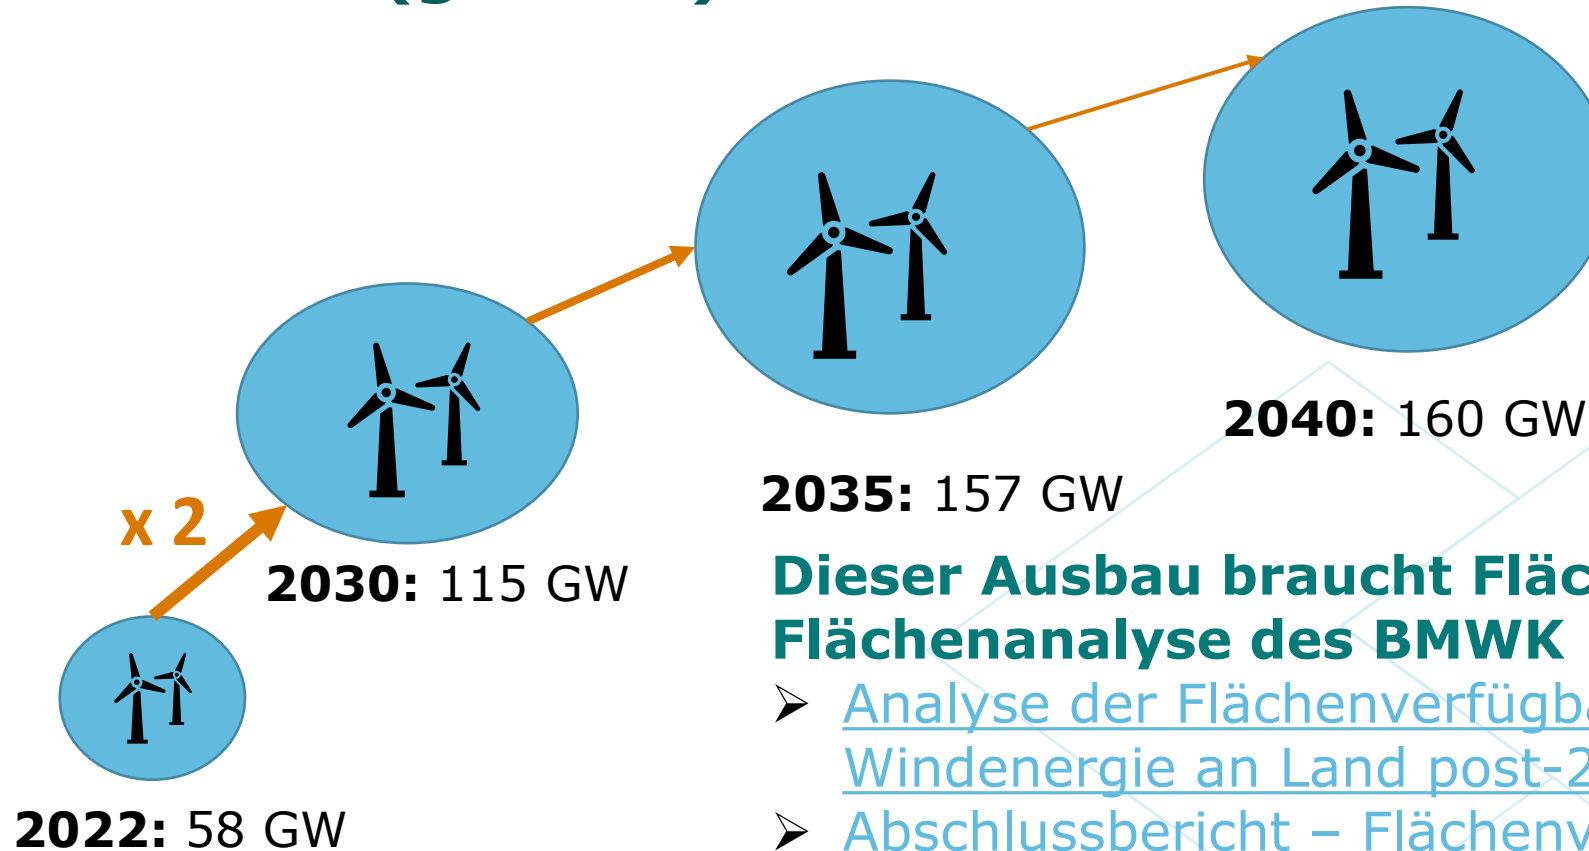 x 2
2022: 58 GW
2030: 115 GW
2035: 157 GW
2040: 160 GW
Dieser Ausbau braucht
Flächenanalyse des BMWK
Analyse der
Windenergie an Land
Abschlussbericht –